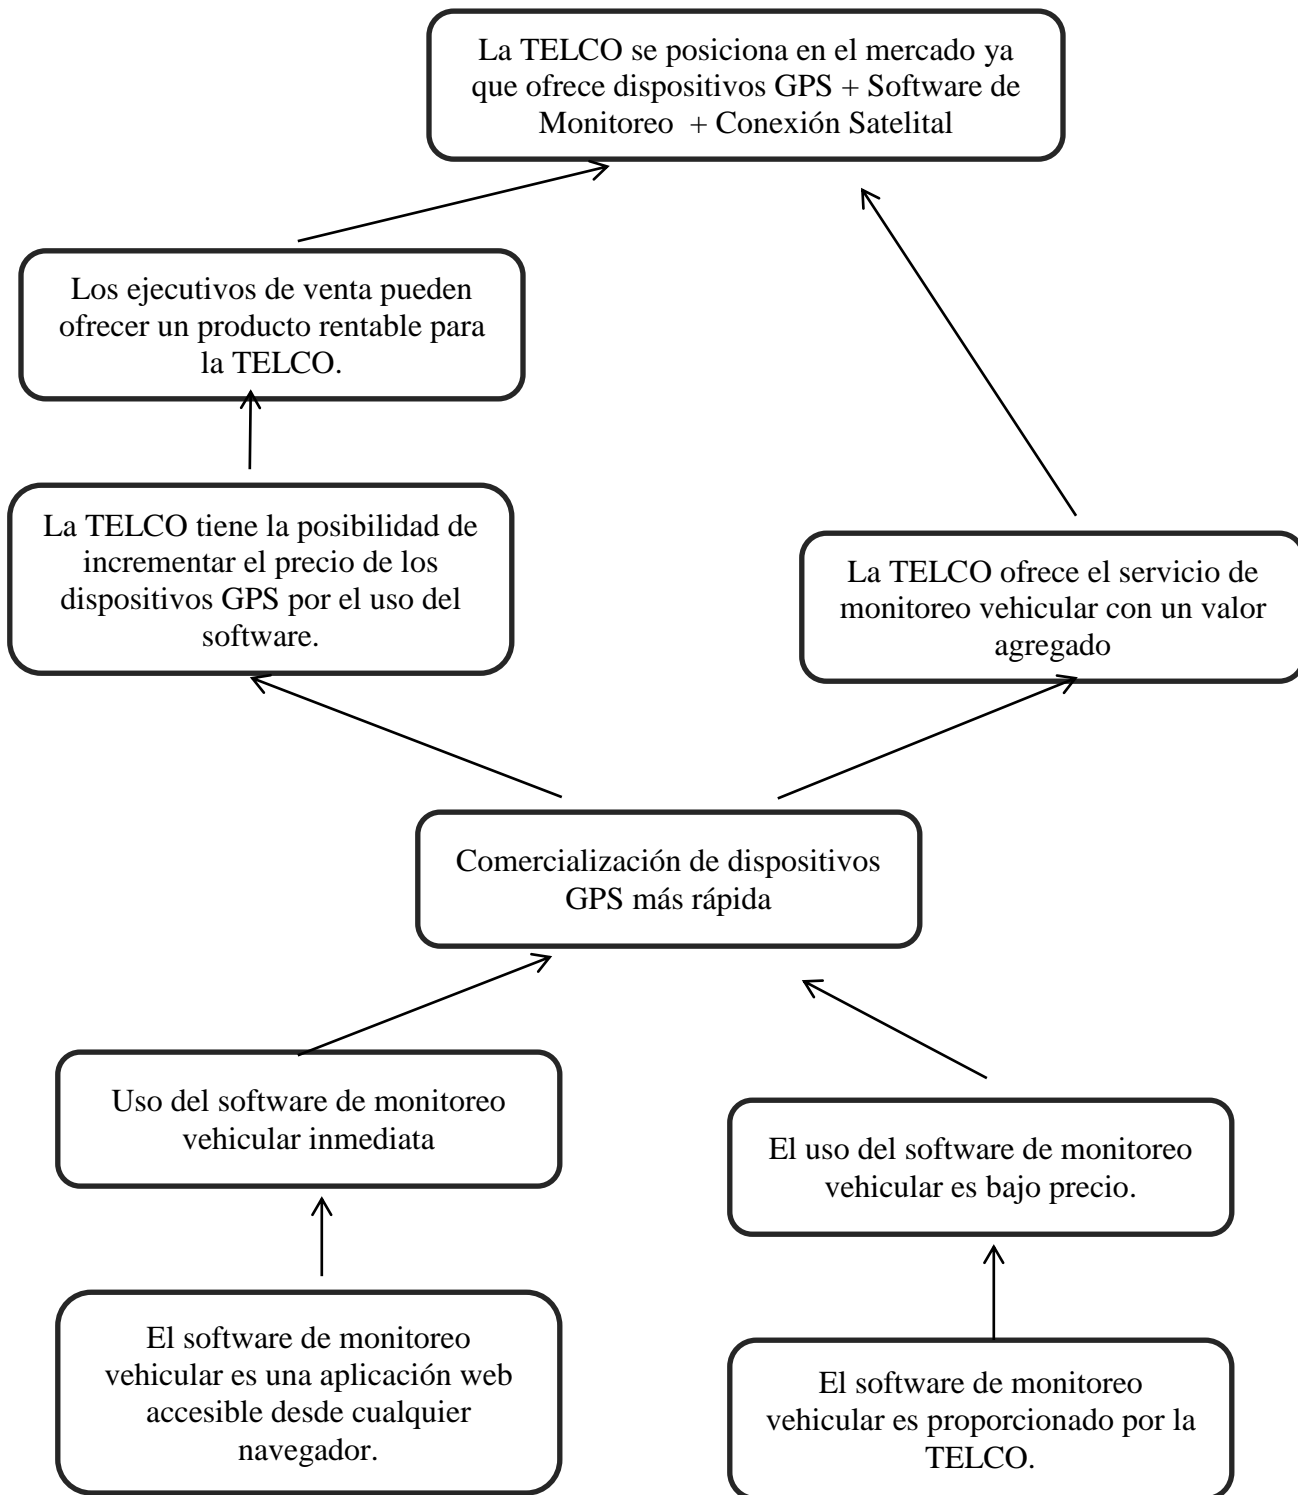 La TELCO se posiciona en el mercado ya
que ofrece dispositivos GPS + Software de
Monitoreo + Conexión Satelital
Los ejecutivos de venta pueden
ofrecer un producto rentable para
la TELCO.
La TELCO tiene la posibilidad de
incrementar el precio de los
dispositivos GPS por el uso del
software.
La TELCO ofrece el servicio de
monitoreo vehicular con un valor
agregado
Comercialización de dispositivos
GPS más rápida
Uso del software de monitoreo
vehicular inmediata
El uso del software de monitoreo
vehicular es bajo precio.
El software de monitoreo
vehicular es una aplicación web
accesible desde cualquier
navegador.
El software de monitoreo
vehicular es proporcionado por la
TELCO.